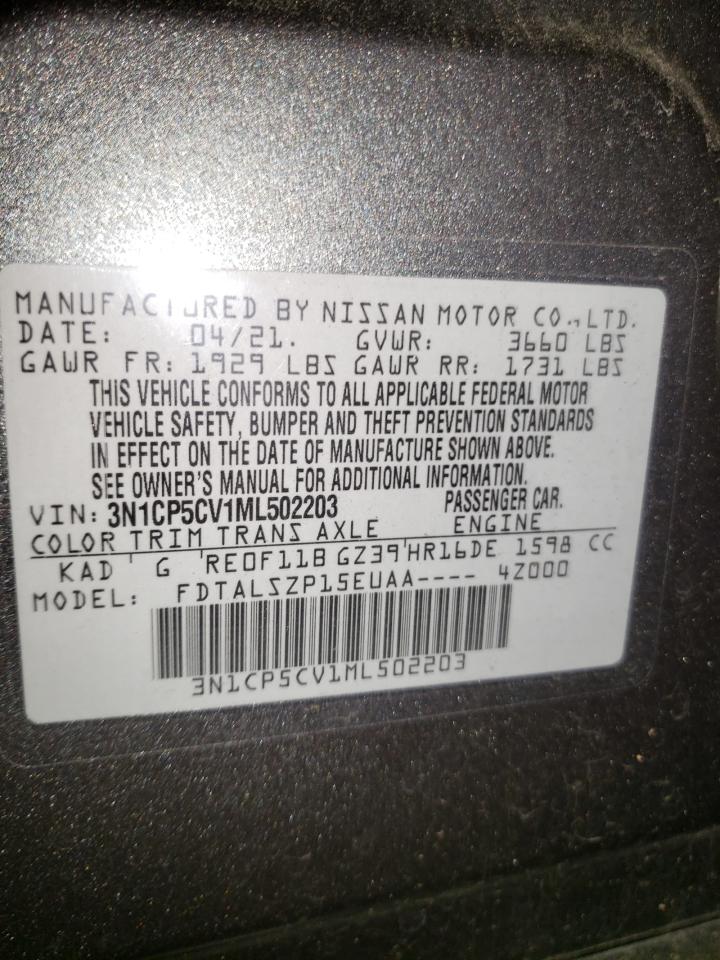 MANUFACTURED BY NISSAN MOTOR CO.,LTD.
DATE: 04/21. GVWR: 3660 LBS
GAWR FR: 1929 LBS GAWR RR: 1731 LBS
THIS VEHICLE CONFORMS TO ALL APPLICABLE FEDERAL MOTOR
VEHICLE SAFETY, BUMPER AND THEFT PREVENTION STANDARDS
IN EFFECT ON THE DATE OF MANUFACTURE SHOWN ABOVE.
SEE OWNER'S MANUAL FOR ADDITIONAL INFORMATION.
VIN: 3N1CP5CV1ML502203 PASSENGER CAR.
COLOR TRIM TRANS AXLE ENGINE
KAD ' G 'RE0F11B GZ39'HR16DE 1598 CC
MODEL: FDTALSZP15EUAA---- 4Z000
3N1CP5CV1ML502203